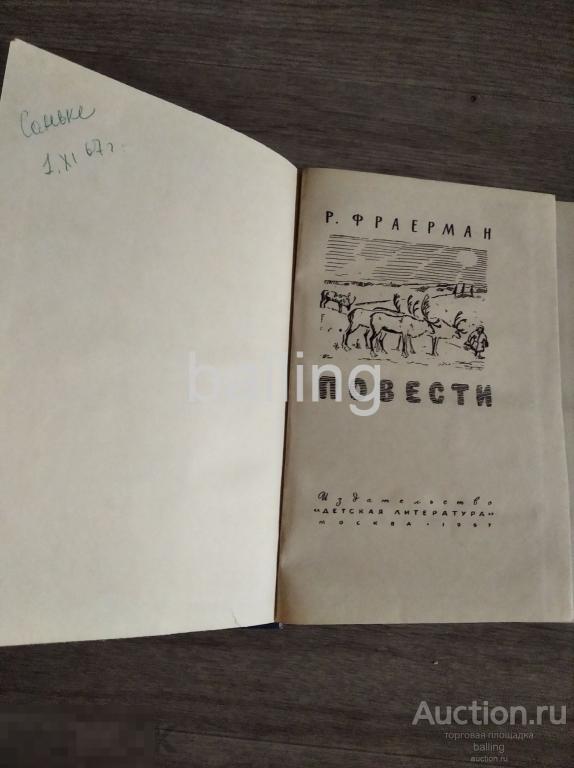 Саньке
1.XI 67 г.
Р. ФРАЕРМАН
ПОВЕСТИ
Издательство
«ДЕТСКАЯ ЛИТЕРАТУРА»
МОСКВА • 1967
balling
Auction.ru
торговая площадка
balling
auction.ru